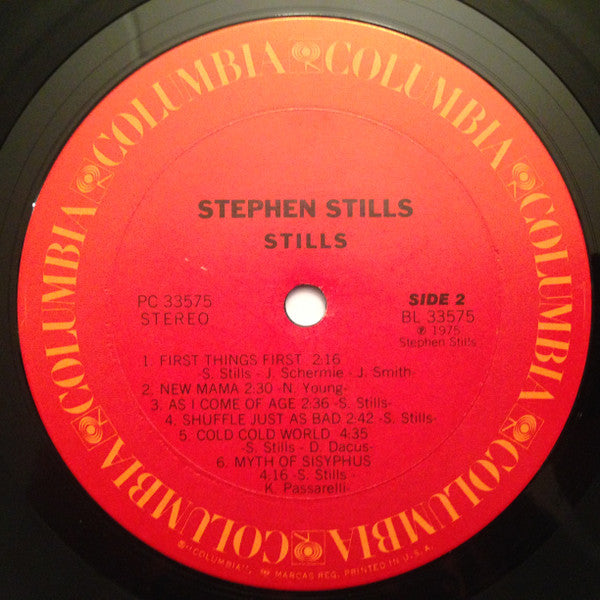 COLUMBIA COLUMBIA COLUMBIA COLUMBIA COLUMBIA COLUMBIA
STEPHEN STILLS
STILLS
PC 33575
STEREO
SIDE 2
BL 33575
℗ 1975
Stephen Stills
1. FIRST THINGS FIRST 2:16
-S. Stills - J. Schermie - J. Smith-
2. NEW MAMA 2:30 -N. Young-
3. AS I COME OF AGE 2:36 -S. Stills-
4. SHUFFLE JUST AS BAD 2:42 -S. Stills-
5. COLD COLD WORLD 4:35
-S. Stills - D. Dacus-
6. MYTH OF SISYPHUS
4:16 -S. Stills -
K. Passarelli-
"COLUMBIA", MARCAS REG. PRINTED IN U.S.A.